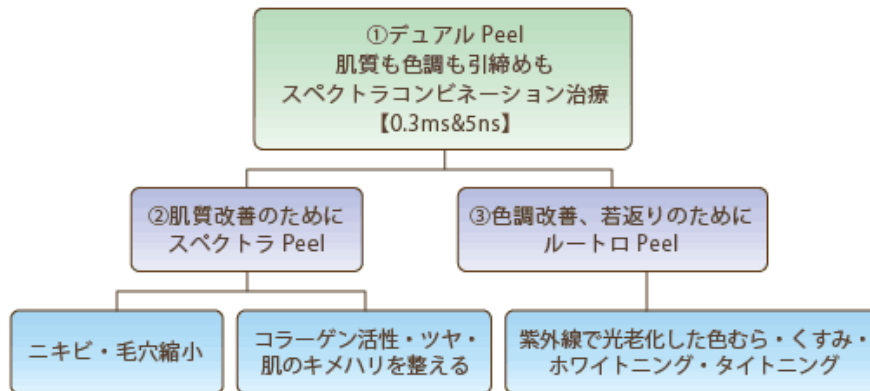 ①デュアル Peel
肌質も色調も引締めも
スペクトラコンビネーション治療
【0.3ms&5ns】
②肌質改善のために
スペクトラ Peel
③色調改善、若返りのために
ルートロ Peel
ニキビ・毛穴縮小
コラーゲン活性・ツヤ・
肌のキメハリを整える
紫外線で光老化した色むら・くすみ・
ホワイトニング・タイトニング